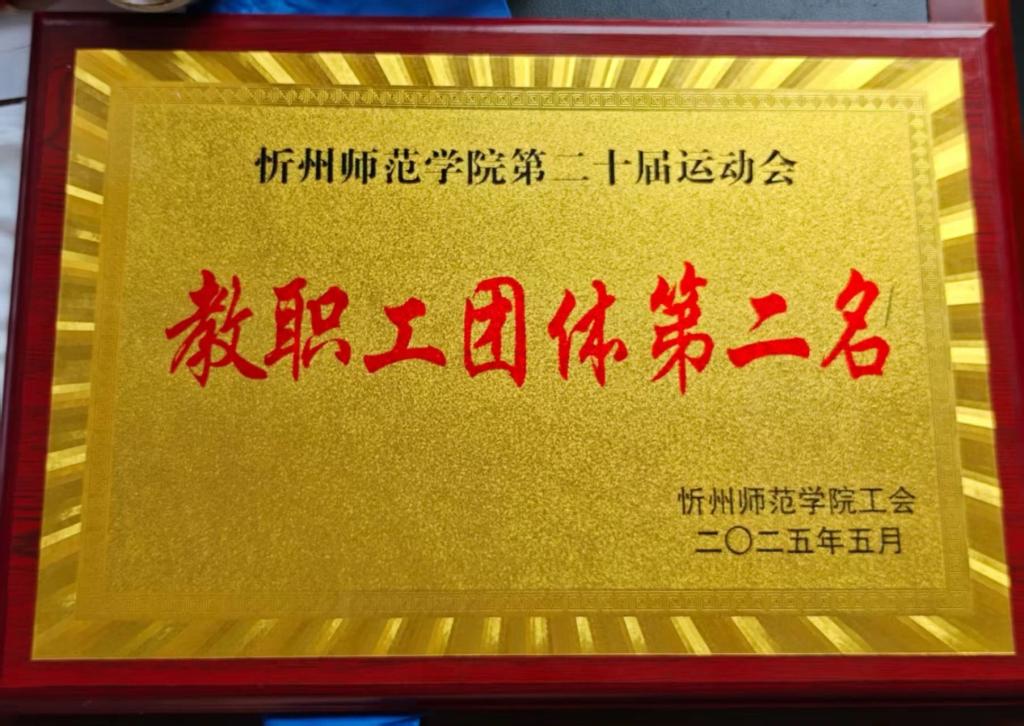 忻州师范学院第二十届运动会
教职工团体第二名
忻州师范学院工会
二〇二五年五月